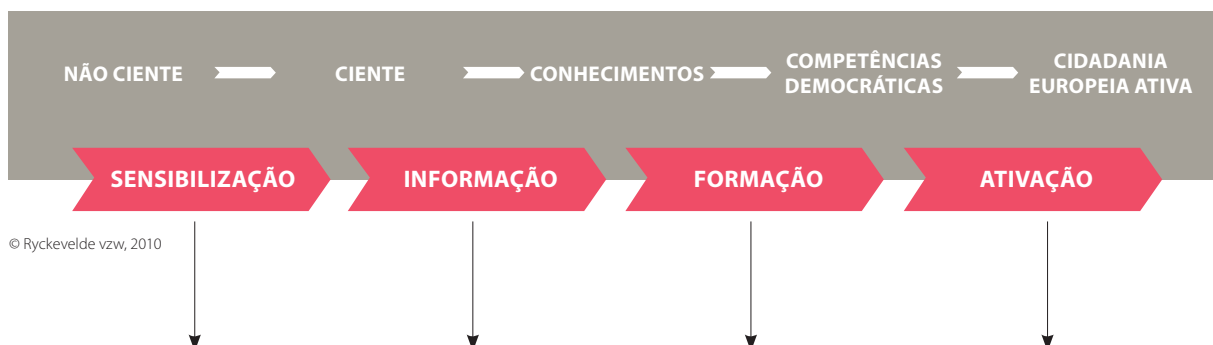 NÃO CIENTE
CIENTE
CONHECIMENTOS
COMPETÊNCIAS
DEMOCRÁTICAS
CIDADANIA
EUROPEIA ATIVA
SENSIBILIZAÇÃO
INFORMAÇÃO
FORMAÇÃO
ATIVAÇÃO
© Ryckevelde vzw, 2010